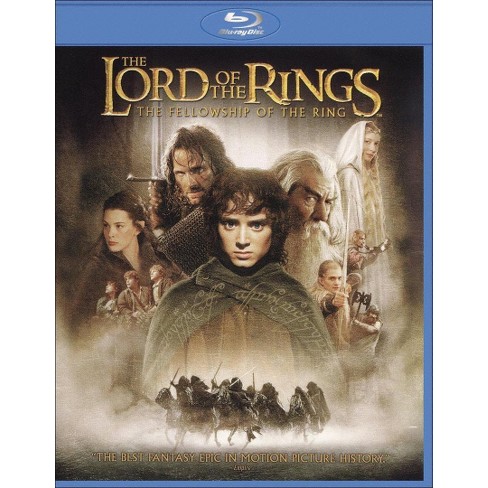 Blu-ray Disc
THE
LORD OF THE RINGS
THE FELLOWSHIP OF THE RING
"THE BEST FANTASY EPIC IN MOTION PICTURE HISTORY."